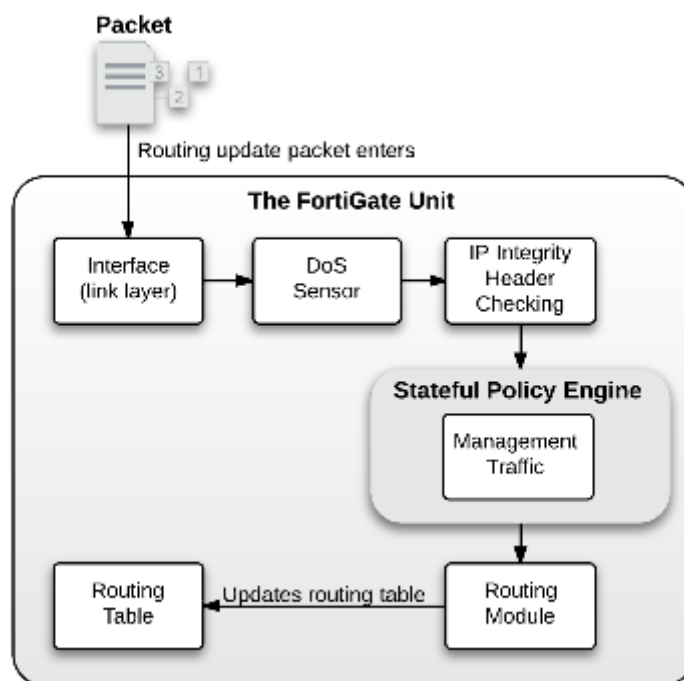 Packet
3
1
2
Routing update packet enters
The FortiGate Unit
Interface
(link layer)
DoS
Sensor
IP Integrity
Header
Checking
Stateful Policy Engine
Management
Traffic
Routing
Table
Updates routing table
Routing
Module